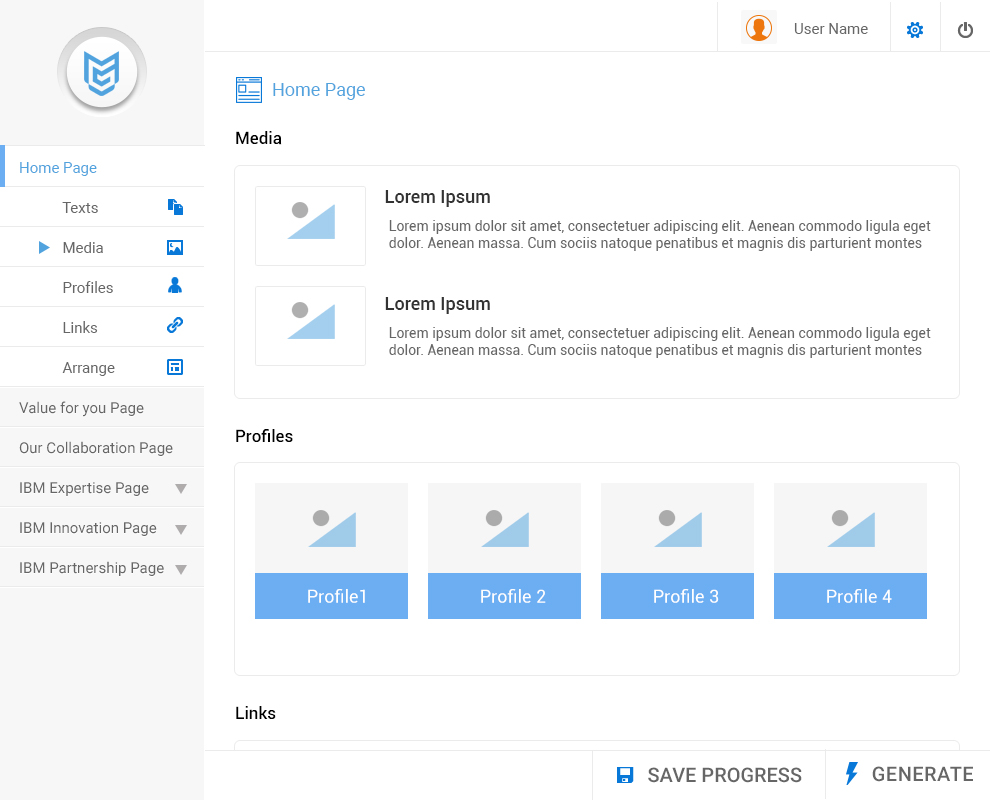 User Name
Home Page
Texts
Media
Profiles
Links
Arrange
Value for you Page
Our Collaboration Page
IBM Expertise Page
IBM Innovation Page
IBM Partnership Page
Home Page
Media
Lorem Ipsum
Lorem ipsum dolor sit amet, consectetuer adipiscing elit. Aenean commodo ligula eget
dolor. Aenean massa. Cum sociis natoque penatibus et magnis dis parturient montes
Lorem Ipsum
Lorem ipsum dolor sit amet, consectetuer adipiscing elit. Aenean commodo ligula eget
dolor. Aenean massa. Cum sociis natoque penatibus et magnis dis parturient montes
Profiles
Profile1
Profile 2
Profile 3
Profile 4
Links
SAVE PROGRESS
GENERATE